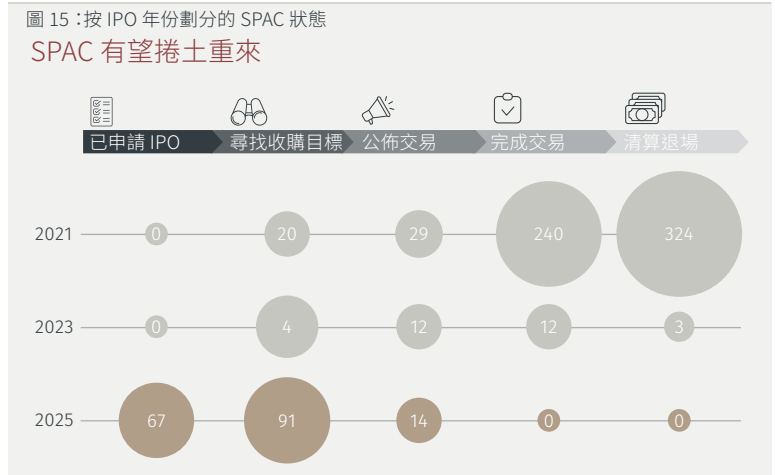 圖 15：按 IPO 年份劃分的 SPAC 狀態
SPAC 有望捲土重來
已申請 IPO 尋找收購目標 公佈交易 完成交易 清算退場
2021 0 20 29 240 324
2023 0 4 12 12 3
2025 67 91 14 0 0